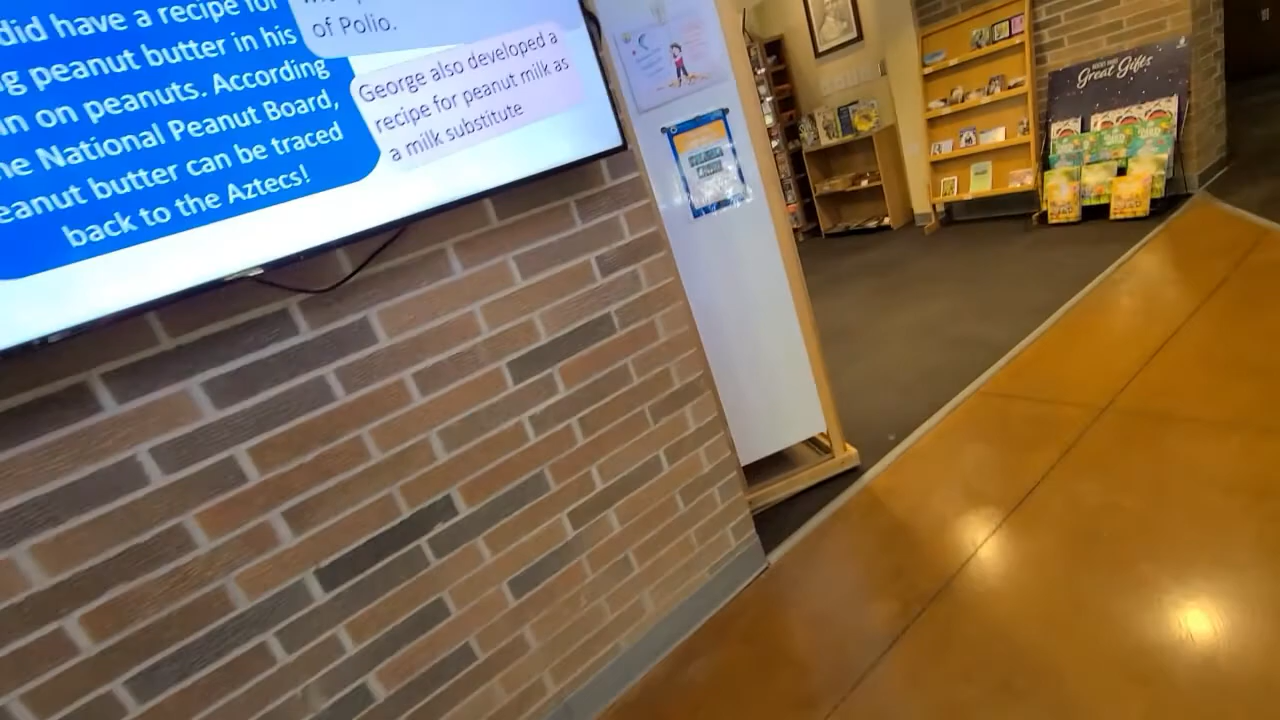 did have a recipe for
g peanut butter in his
in on peanuts. According
he National Peanut Board,
eanut butter can be traced
back to the Aztecs!
of Polio.
George also developed a
recipe for peanut milk as
a milk substitute
Great Gifts